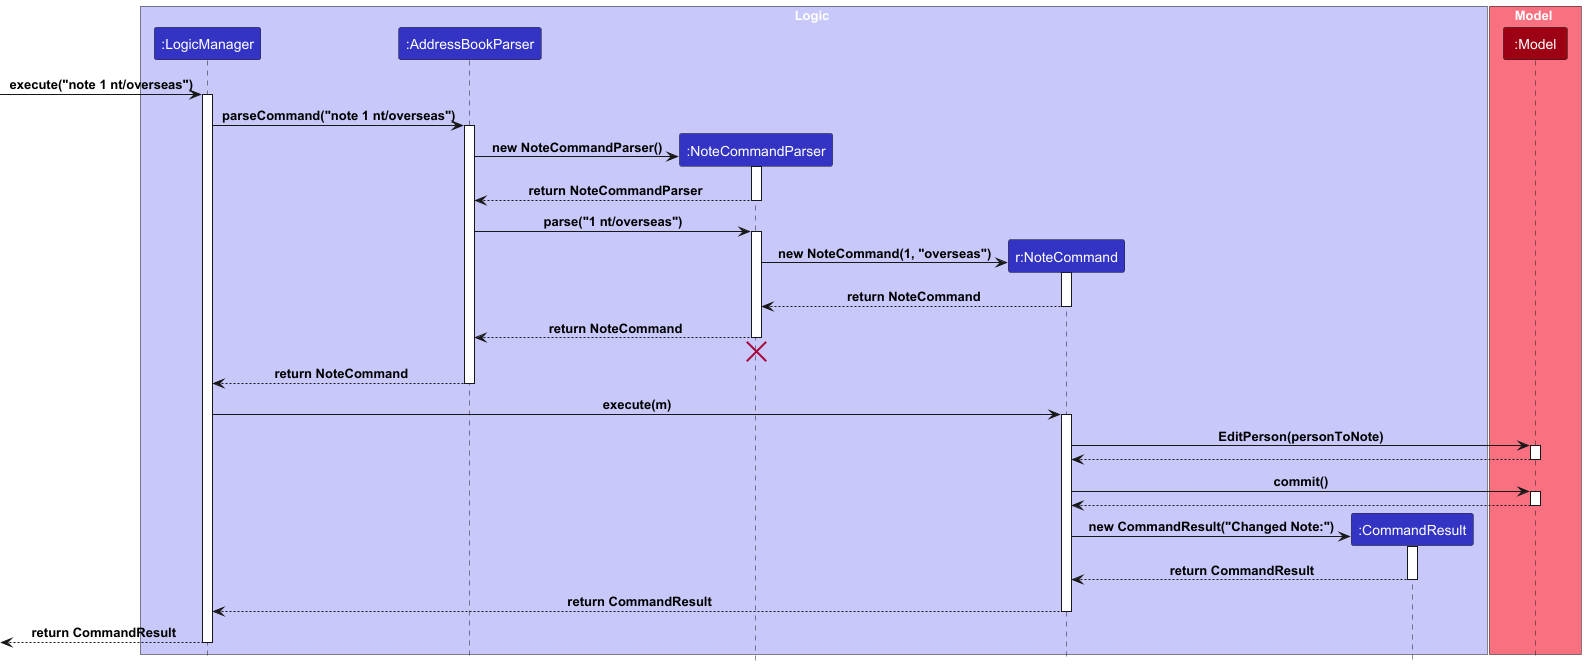 Logic
Model
:LogicManager
:AddressBookParser
:Model
execute("note 1 nt/overseas")
parseCommand("note 1 nt/overseas")
new NoteCommandParser()
:NoteCommandParser
return NoteCommandParser
parse("1 nt/overseas")
new NoteCommand(1, "overseas")
r:NoteCommand
return NoteCommand
return NoteCommand
return NoteCommand
execute(m)
EditPerson(personToNote)
commit()
new CommandResult("Changed Note:")
:CommandResult
return CommandResult
return CommandResult
return CommandResult